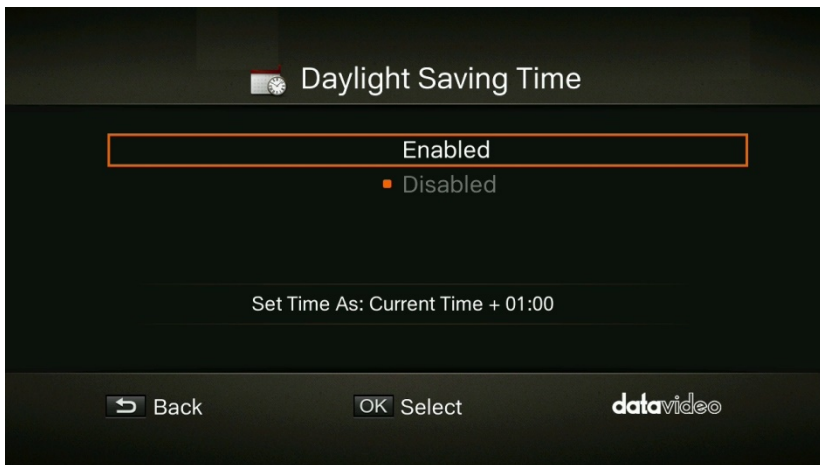 Daylight Saving Time
Enabled
Disabled
Set Time As: Current Time + 01:00
Back OK Select datavideo